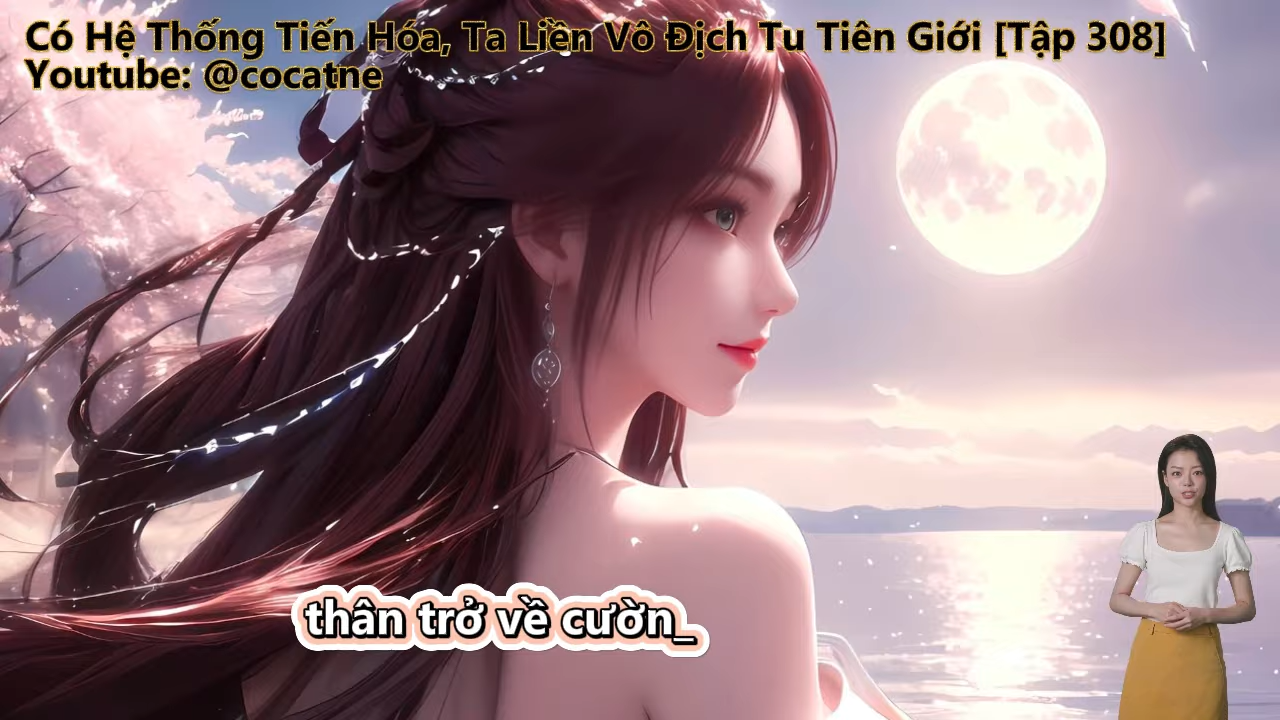 Có Hệ Thống Tiến Hóa, Ta Liền Vô Địch Tu Tiên Giới [Tập 308]
Youtube: @cocatne
thân trở về cườn_